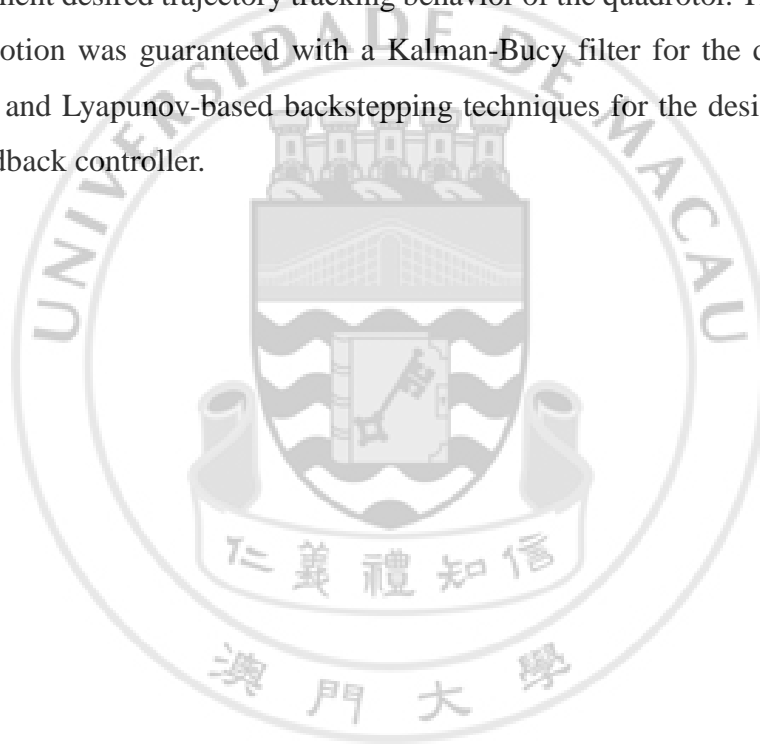 ment desired trajectory tracking behavior of the quadrotor. T
otion was guaranteed with a Kalman-Bucy filter for the
and Lyapunov-based backstepping techniques for the desi
back controller.
UNIVERSIDADE DE MACAU
仁義禮知信
澳門大學